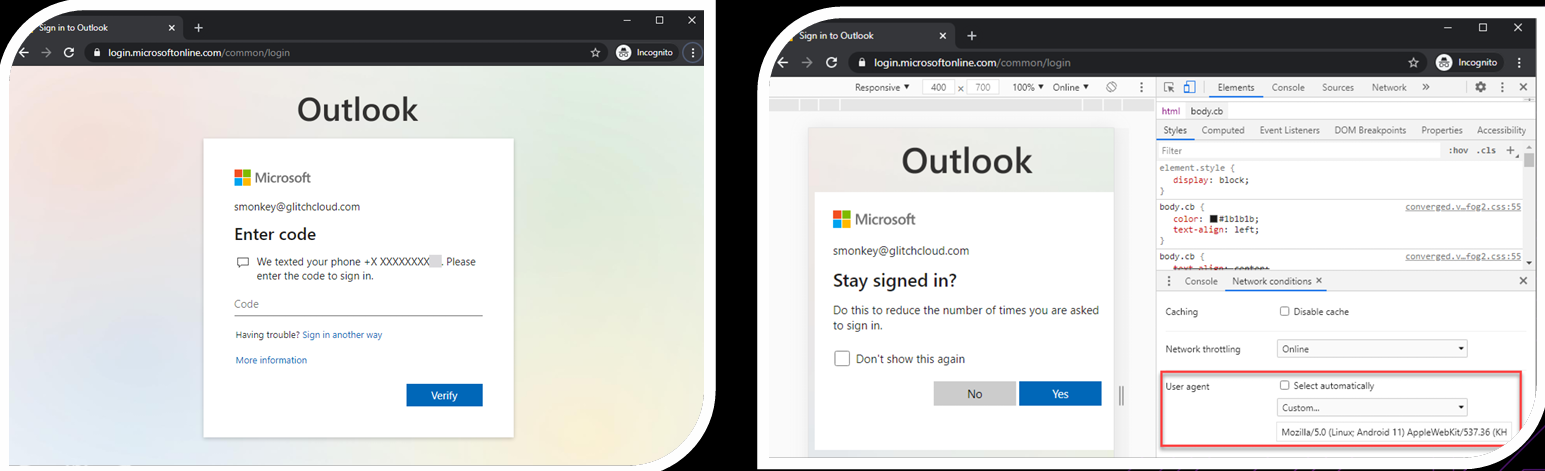 Sign in to Outlook
login.microsoftonline.com/common/login
Incognito
Outlook
Microsoft
smonkey@glitchcloud.com
Enter code
We texted your phone +X XXXXXXXX. Please
enter the code to sign in.
Code
Having trouble? Sign in another way
More information
Verify
Sign in to Outlook
login.microsoftonline.com/common/login
Incognito
Responsive 400 x 700 100% Online
Elements Console Sources Network »
html body.cb
Styles Computed Event Listeners DOM Breakpoints Properties Accessibility
Filter :hov .cls +
element.style {
display: block;
}
body.cb { converged.v…fog2.css:55
color: #1b1b1b;
text-align: left;
}
body.cb { converged.v…fog2.css:55
text-align: center;
Outlook
Microsoft
smonkey@glitchcloud.com
Stay signed in?
Do this to reduce the number of times you are asked
to sign in.
Don't show this again
No Yes
Console Network conditions
Caching Disable cache
Network throttling Online
User agent Select automatically
Custom...
Mozilla/5.0 (Linux; Android 11) AppleWebKit/537.36 (KH